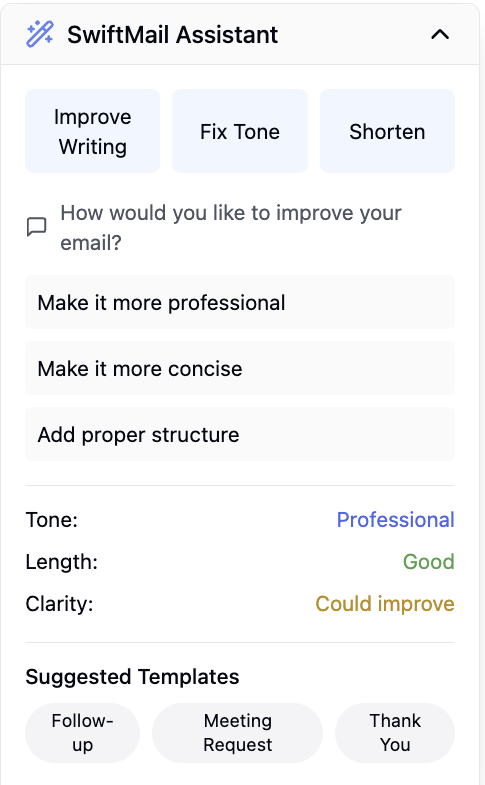 SwiftMail Assistant
Improve
Writing
Fix Tone
Shorten
How would you like to improve your
email?
Make it more professional
Make it more concise
Add proper structure
Tone:
Professional
Length:
Good
Clarity:
Could improve
Suggested Templates
Follow-
up
Meeting
Request
Thank
You